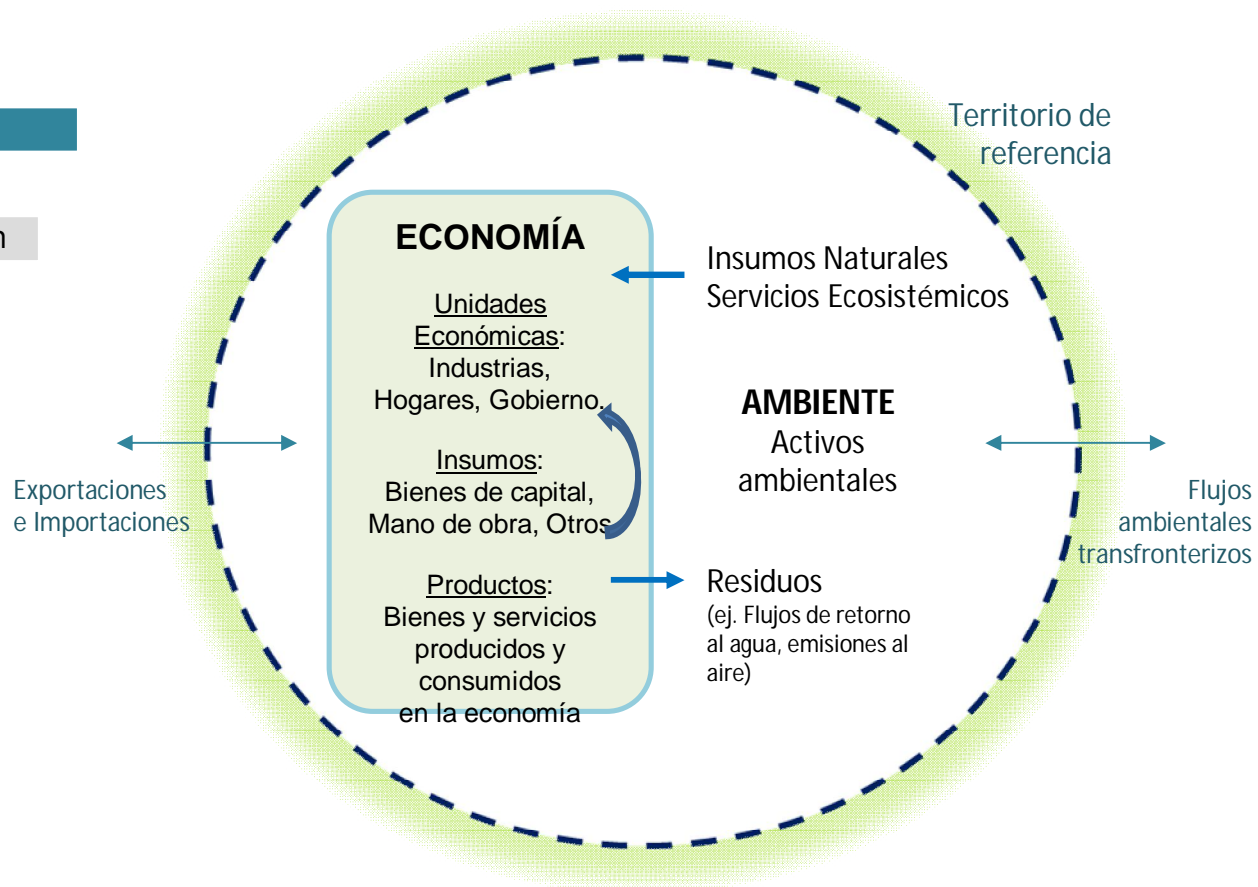 Territorio de
referencia
n
ECONOMÍA
Unidades
Económicas:
Industrias,
Hogares, Gobierno.
Insumos:
Bienes de capital,
Mano de obra, Otros
Productos:
Bienes y servicios
producidos y
consumidos
en la economía
Insumos Naturales
Servicios Ecosistémicos
AMBIENTE
Activos
ambientales
Residuos
(ej. Flujos de retorno
al agua, emisiones al
aire)
Exportaciones
e Importaciones
Flujos
ambientales
transfronterizos